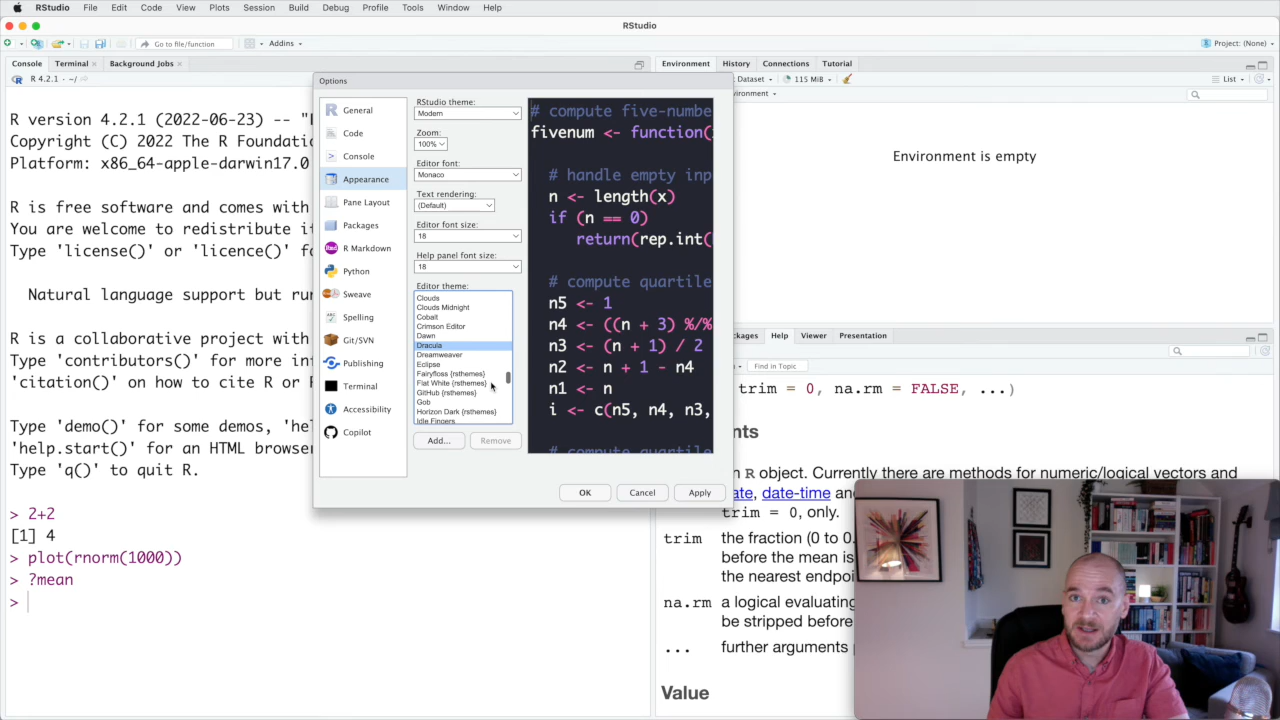 RStudio File Edit Code View Plots Session Build Debug Profile Tools Window Help
RStudio
Go to file/function Addins Project: (None)
Console Terminal Background Jobs
R 4.2.1 · ~/
R version 4.2.1 (2022-06-23) -- "
Copyright (C) 2022 The R Foundat
Platform: x86_64-apple-darwin17.0
R is free software and comes with
You are welcome to redistribute i
Type 'license()' or 'licence()' f
Natural language support but ru
R is a collaborative project with
Type 'contributors()' for more in
'citation()' on how to cite R or
Type 'demo()' for some demos, 'he
'help.start()' for an HTML browse
Type 'q()' to quit R.
> 2+2
[1] 4
> plot(rnorm(1000))
> ?mean
>
Options
General
Code
Console
Appearance
Pane Layout
Packages
R Markdown
Python
Sweave
Spelling
Git/SVN
Publishing
Terminal
Accessibility
Copilot
RStudio theme:
Modern
Zoom:
100%
Editor font:
Monaco
Text rendering:
(Default)
Editor font size:
18
Help panel font size:
18
Editor theme:
Clouds
Clouds Midnight
Cobalt
Crimson Editor
Dawn
Dracula
Dreamweaver
Eclipse
Fairyfloss {rsthemes}
Flat White {rsthemes}
GitHub {rsthemes}
Gob
Horizon Dark {rsthemes}
Idle Fingers
Add... Remove
# compute five-numbe
fivenum <- function(
# handle empty inp
n <- length(x)
if (n == 0)
return(rep.int(
# compute quartile
n5 <- 1
n4 <- ((n + 3) %/%
n3 <- (n + 1) / 2
n2 <- n + 1 - n4
n1 <- n
i <- c(n5, n4, n3,
# compute quartile
OK Cancel Apply
Environment History Connections Tutorial
Dataset 115 MiB List
vironment
Environment is empty
ckages Help Viewer Presentation
Find in Topic
trim = 0, na.rm = FALSE, ...)
nts
n R object. Currently there are methods for numeric/logical vectors and
ate, date-time and
trim = 0, only.
trim the fraction (0 to 0.
before the mean is
the nearest endpoi
na.rm a logical evaluating
be stripped before
... further arguments
Value